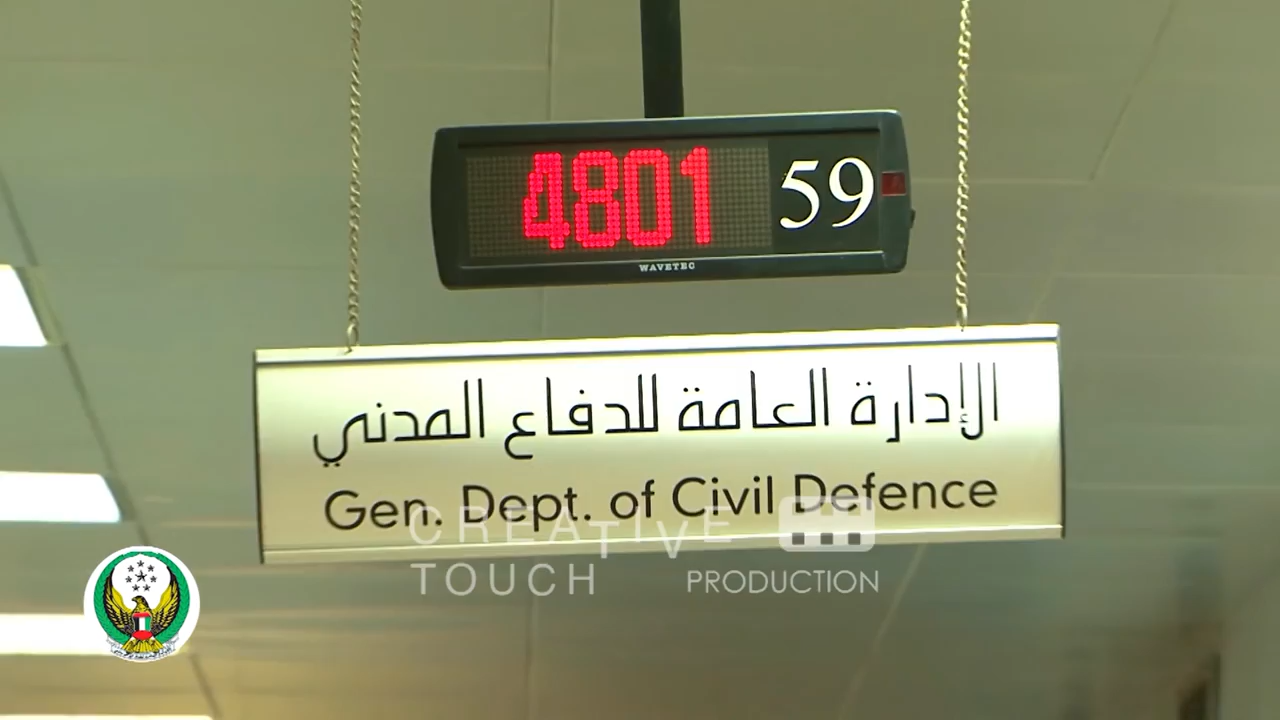 4801 59
WAVETEC
الإدارة العامة للدفاع المدني
Gen. Dept. of Civil Defence
CREATIVE
TOUCH PRODUCTION